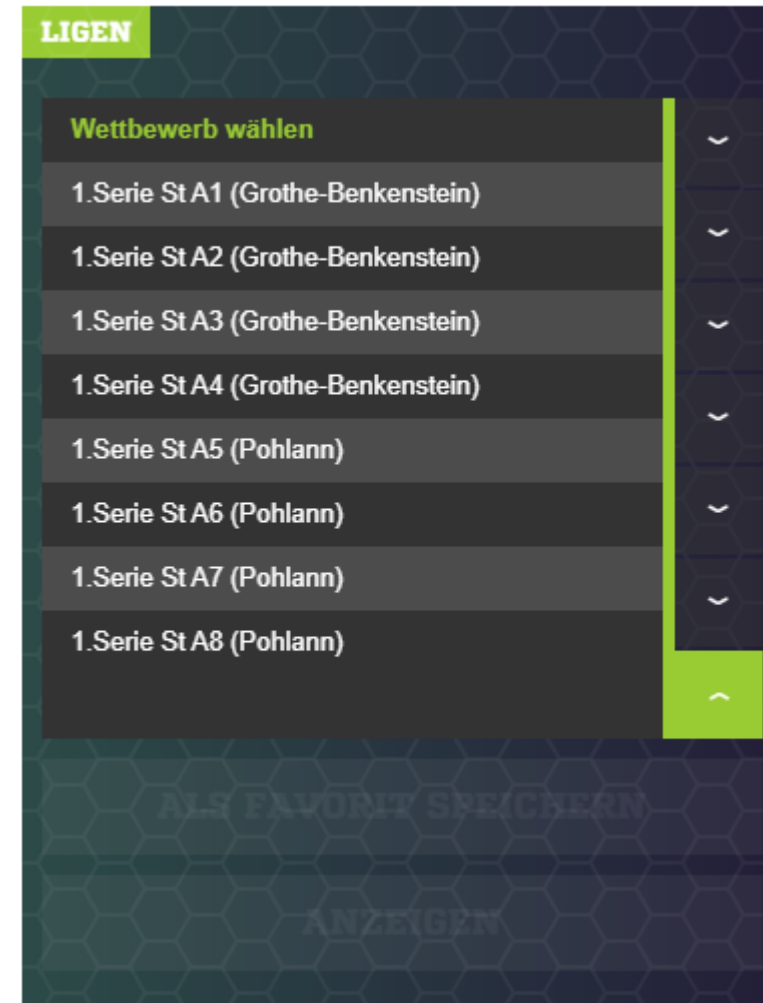 LIGEN
Wettbewerb wählen
1.Serie St A1 (Grothe-Benkenstein)
1.Serie St A2 (Grothe-Benkenstein)
1.Serie St A3 (Grothe-Benkenstein)
1.Serie St A4 (Grothe-Benkenstein)
1.Serie St A5 (Pohlann)
1.Serie St A6 (Pohlann)
1.Serie St A7 (Pohlann)
1.Serie St A8 (Pohlann)
ALS FAVORIT SPEICHERN
ANZEIGEN